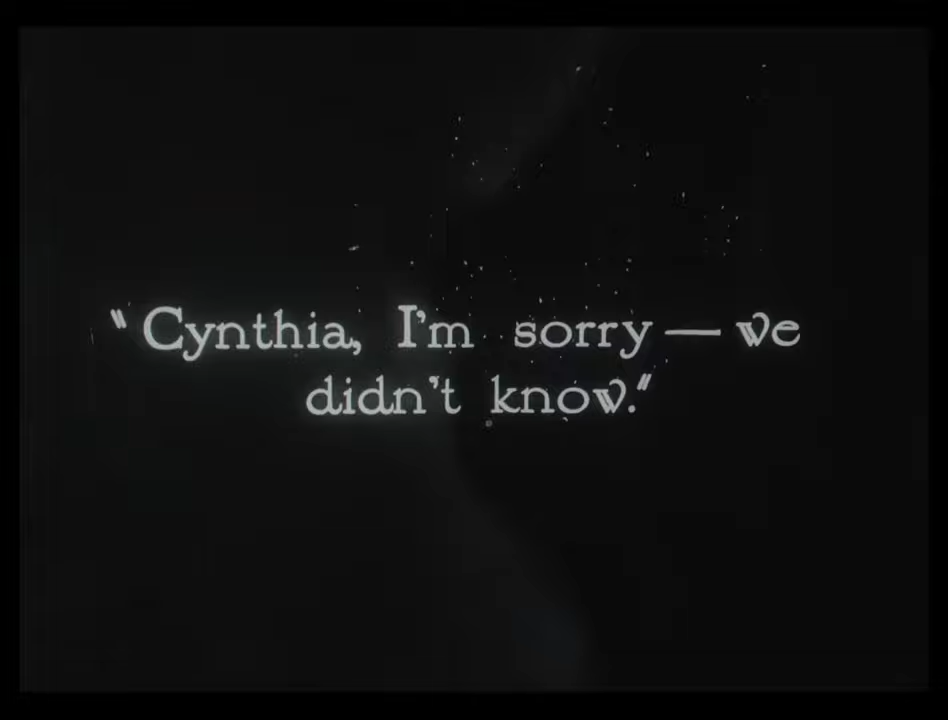 "Cynthia, I'm sorry — we
didn't know."